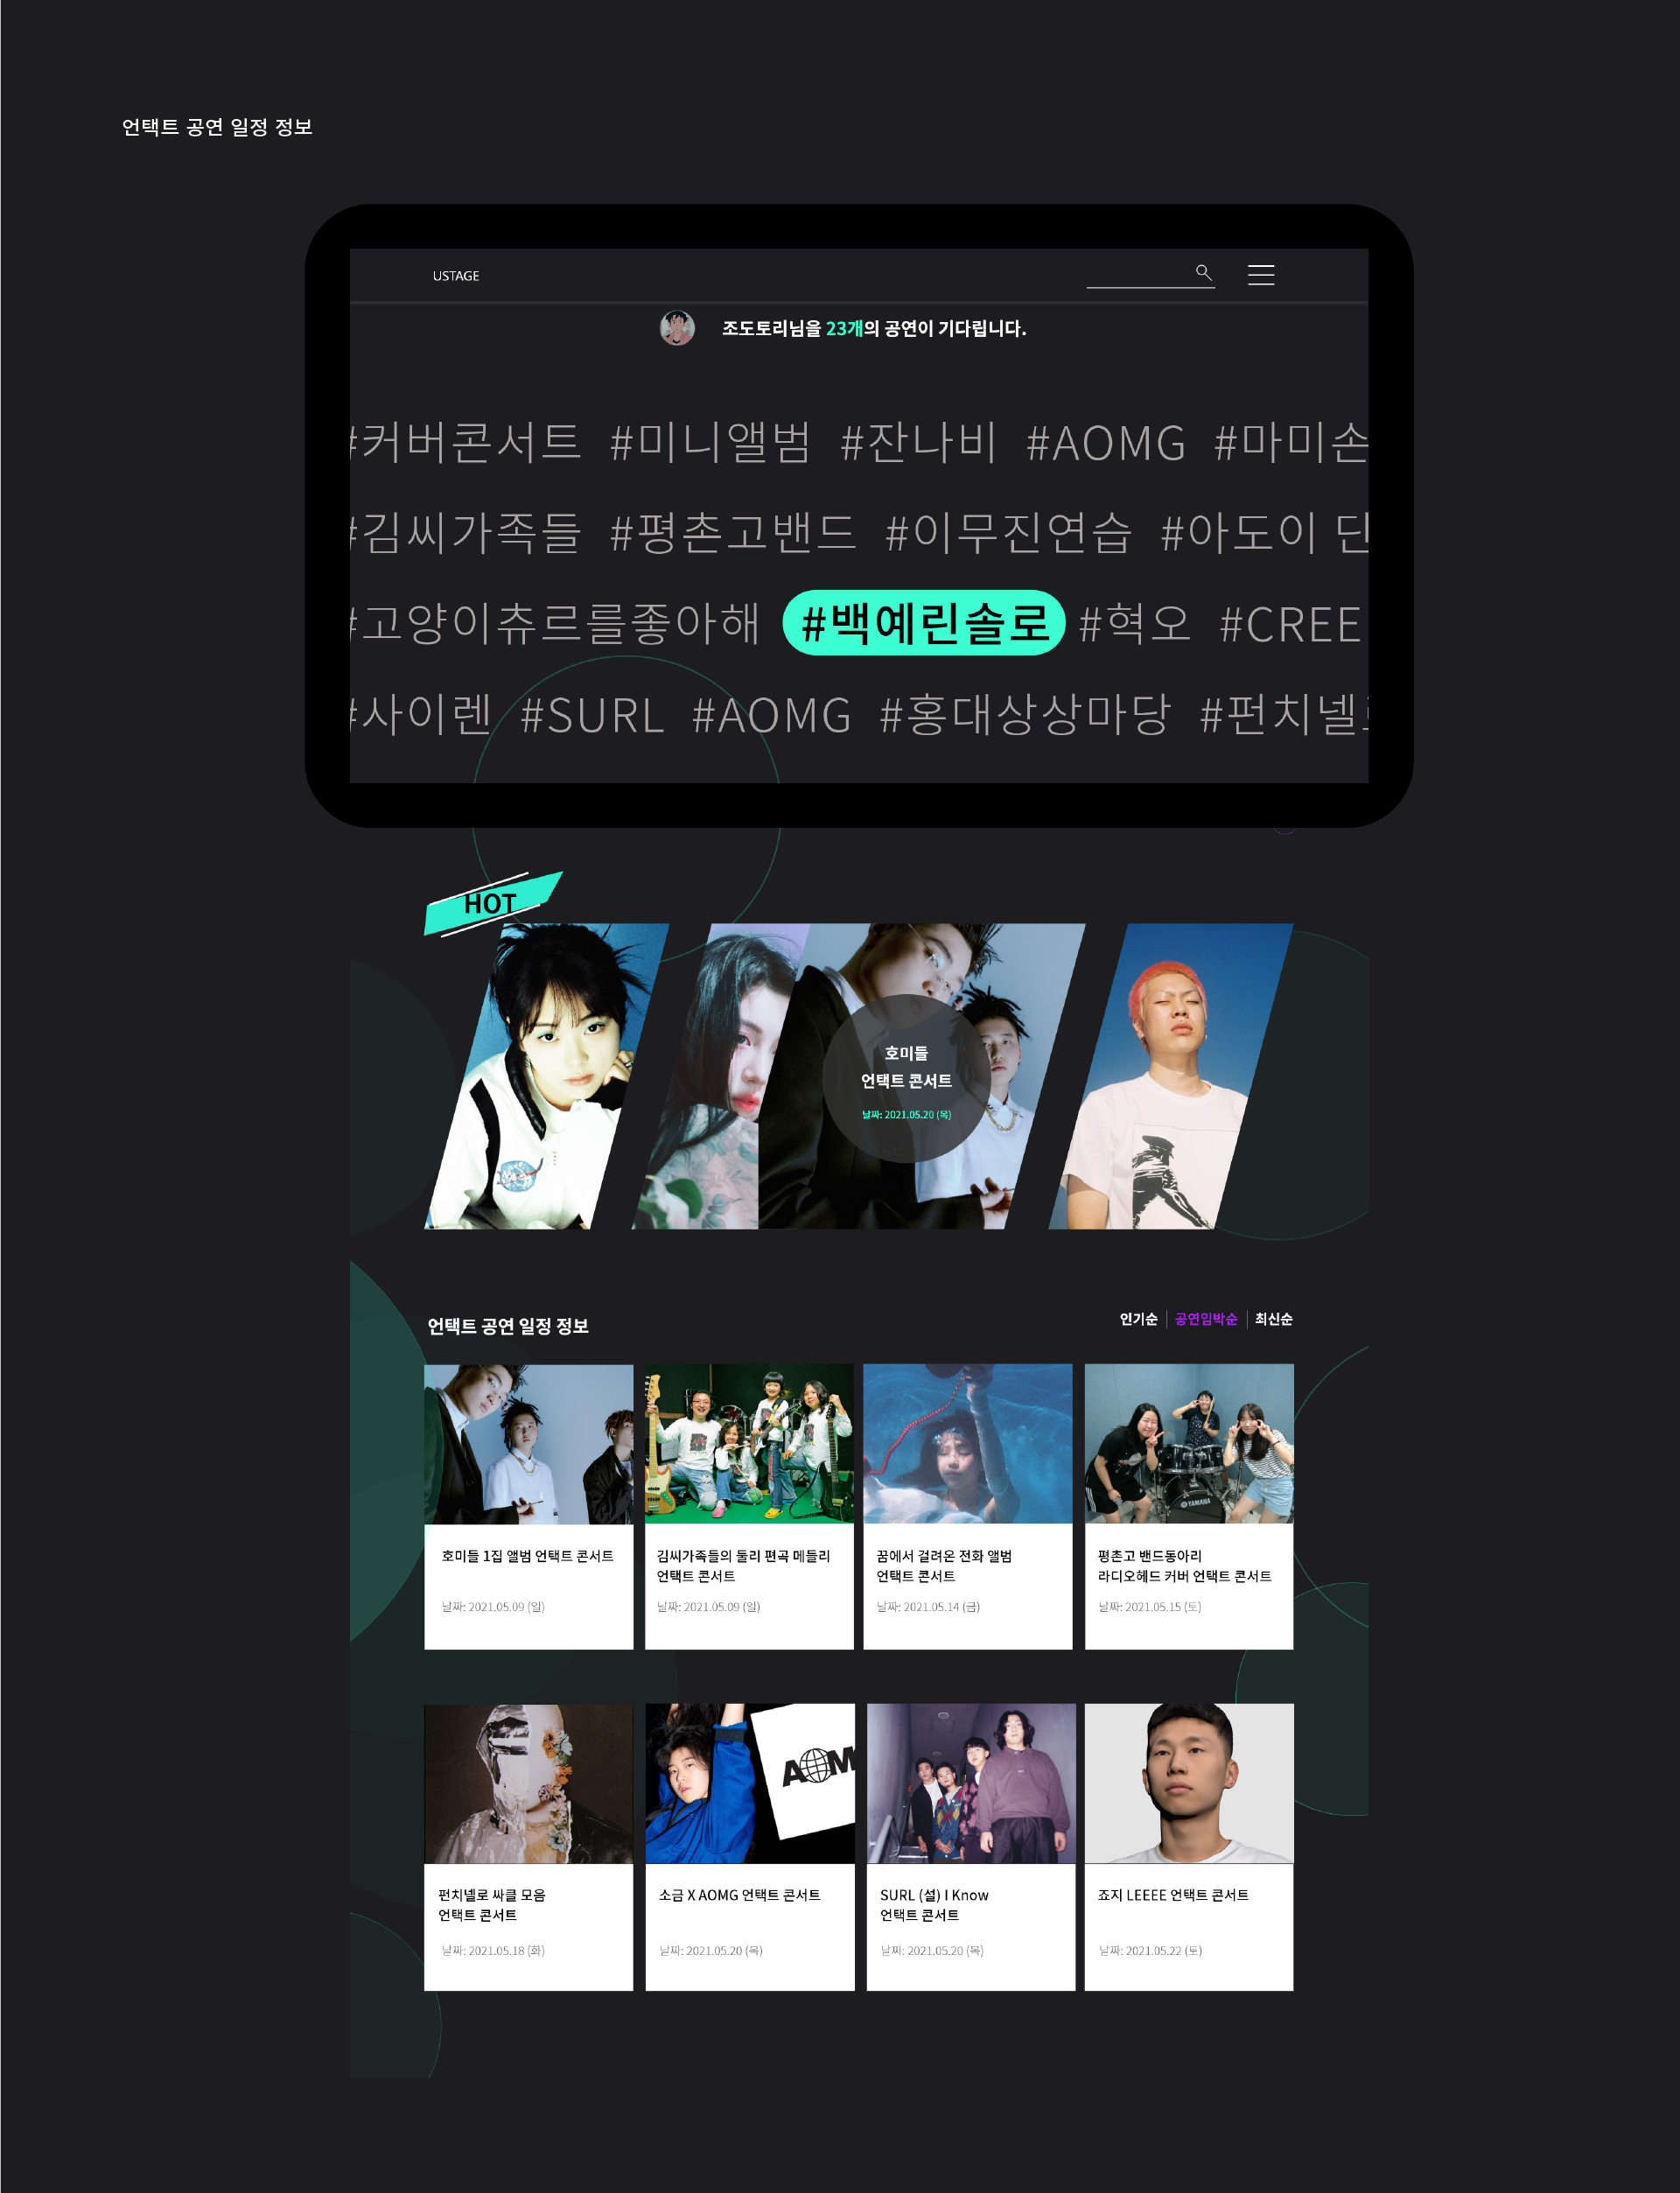 언택트 공연 일정 정보
USTAGE
조도토리님을 23개의 공연이 기다립니다.
#커버콘서트 #미니앨범 #잔나비 #AOMG #마미손
#김씨가족들 #평촌고밴드 #이무진연습 #아도이 단
#고양이츄르를좋아해 #백예린솔로 #혁오 #CREE
#사이렌 #SURL #AOMG #홍대상상마당 #펀치넬로
HOT
호미들
언택트 콘서트
날짜: 2021.05.20 (목)
언택트 공연 일정 정보
인기순 공연임박순 최신순
호미들 1집 앨범 언택트 콘서트
날짜: 2021.05.09 (일)
김씨가족들의 둘리 편곡 메들리
언택트 콘서트
날짜: 2021.05.09 (일)
꿈에서 걸려온 전화 앨범
언택트 콘서트
날짜: 2021.05.14 (금)
YAMAHA
평촌고 밴드동아리
라디오헤드 커버 언택트 콘서트
날짜: 2021.05.15 (토)
펀치넬로 싸클 모음
언택트 콘서트
날짜: 2021.05.18 (화)
AOM
소금 X AOMG 언택트 콘서트
날짜: 2021.05.20 (목)
SURL (설) I Know
언택트 콘서트
날짜: 2021.05.20 (목)
죠지 LEEEE 언택트 콘서트
날짜: 2021.05.22 (토)